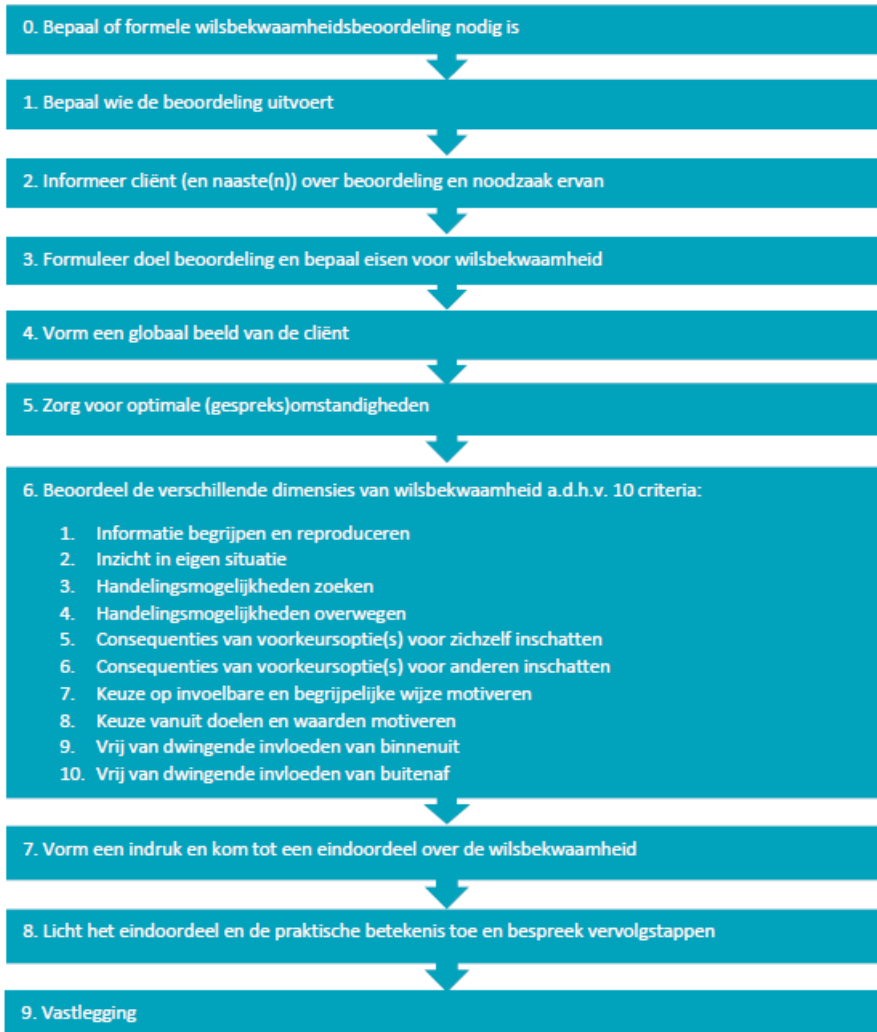 0. Bepaal of formele wilsbekwaamheidsbeoordeling nodig is
1. Bepaal wie de beoordeling uitvoert
2. Informeer cliënt (en naaste(n)) over beoordeling en noodzaak ervan
3. Formuleer doel beoordeling en bepaal eisen voor wilsbekwaamheid
4. Vorm een globaal beeld van de cliënt
5. Zorg voor optimale (gespreks)omstandigheden
6. Beoordeel de verschillende dimensies van wilsbekwaamheid a.d.h.v. 10 criteria:
1. Informatie begrijpen en reproduceren
2. Inzicht in eigen situatie
3. Handelingsmogelijkheden zoeken
4. Handelingsmogelijkheden overwegen
5. Consequenties van voorkeursoptie(s) voor zichzelf inschatten
6. Consequenties van voorkeursoptie(s) voor anderen inschatten
7. Keuze op invoelbare en begrijpelijke wijze motiveren
8. Keuze vanuit doelen en waarden motiveren
9. Vrij van dwingende invloeden van binnenuit
10. Vrij van dwingende invloeden van buitenaf
7. Vorm een indruk en kom tot een eindoordeel over de wilsbekwaamheid
8. Licht het eindoordeel en de praktische betekenis toe en bespreek vervolgstappen
9. Vastlegging